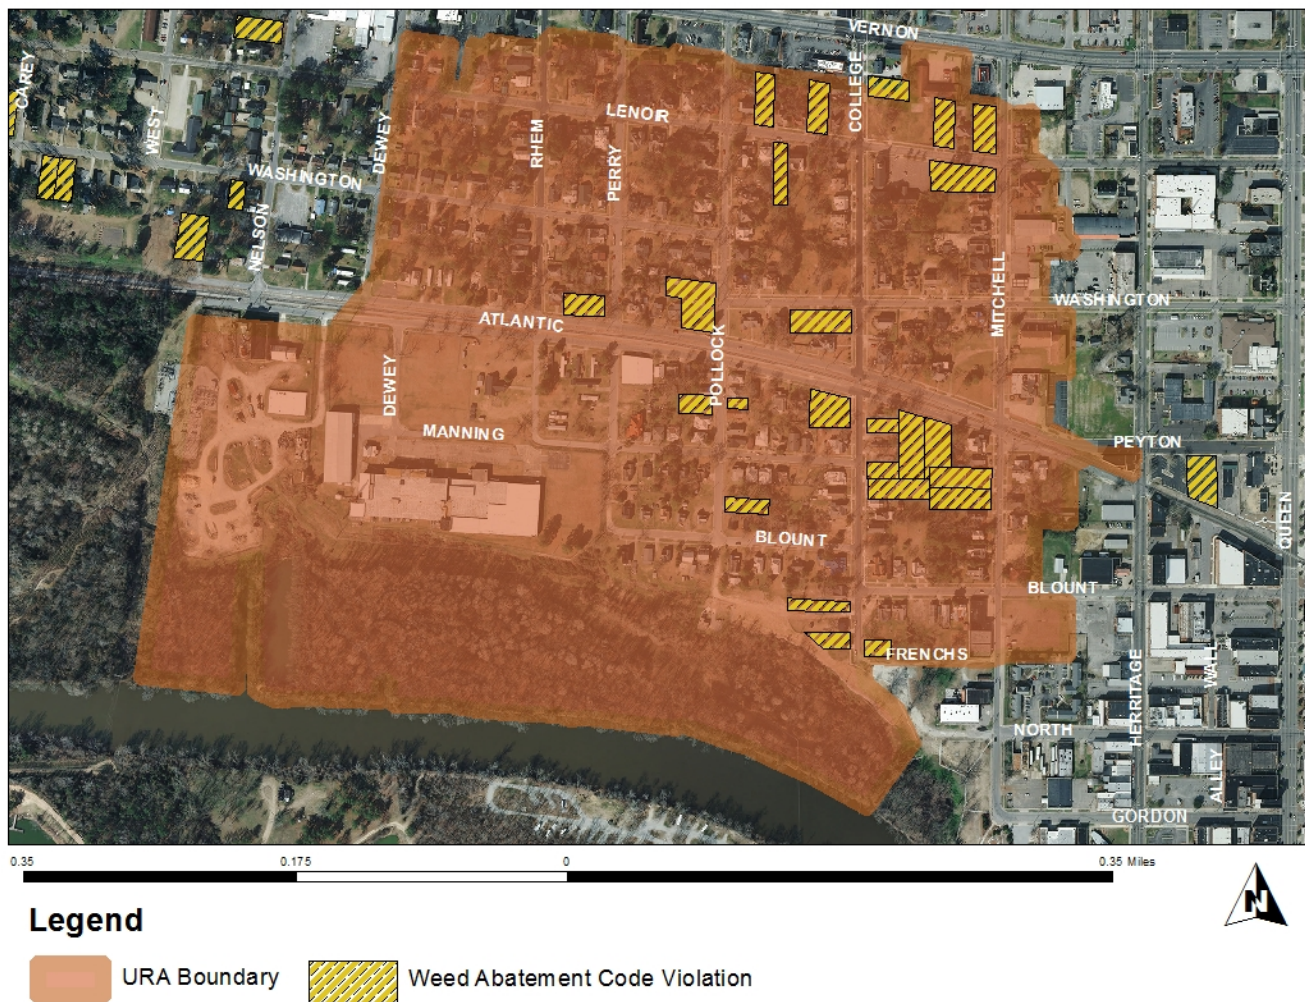 VERNON
CAREY
WEST
DEWEY
LENOIR
COLLEGE
RHEM
PERRY
WASHINGTON
NELSON
MITCHELL
WASHINGTON
ATLANTIC
POLLOCK
DEWEY
MANNING
PEYTON
QUEEN
BLOUNT
BLOUNT
FRENCHS
HERRITAGE
WALL
NORTH
ALLEY
GORDON
0.35 0.175 0 0.35 Miles
N
Legend
URA Boundary Weed Abatement Code Violation